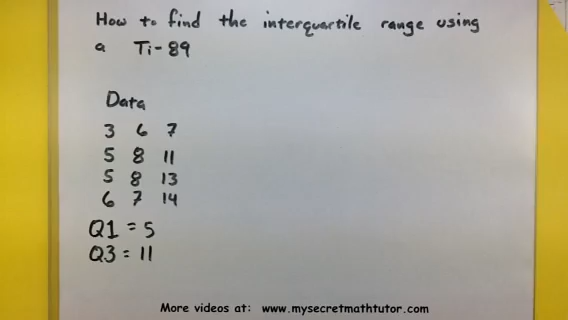 How to find the interquartile range using
a Ti-89
Data
3 6 7
5 8 11
5 8 13
6 7 14
Q1 = 5
Q3 = 11
More videos at: www.mysecretmathtutor.com